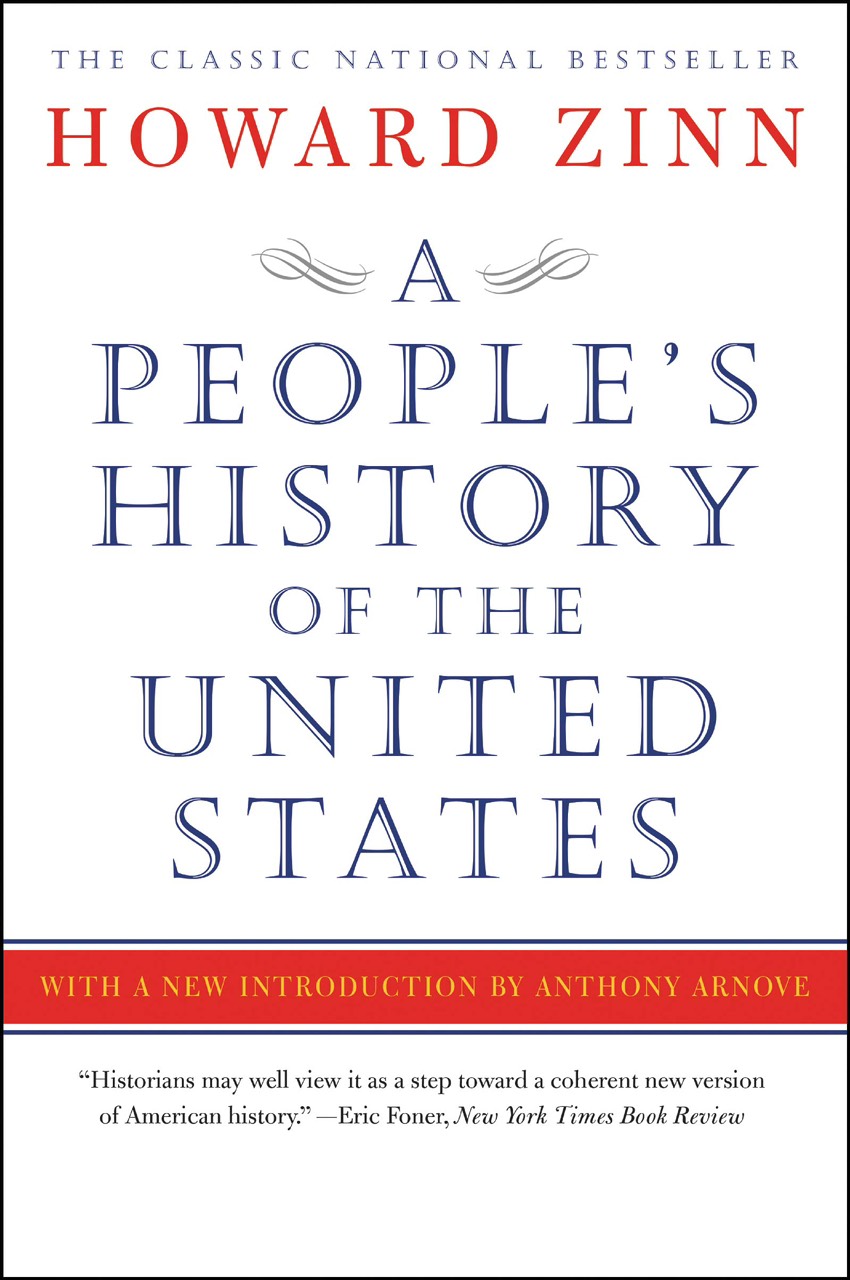 THE CLASSIC NATIONAL BESTSELLER
HOWARD ZINN
A
PEOPLE’S
HISTORY
OF THE
UNITED
STATES
WITH A NEW INTRODUCTION BY ANTHONY ARNOVE
“Historians may well view it as a step toward a coherent new version
of American history.” —Eric Foner, New York Times Book Review